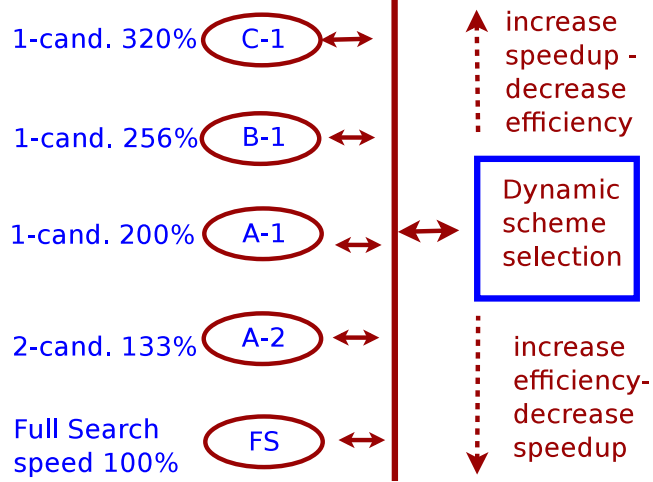 1-cand. 320%
C-1
1-cand. 256%
B-1
1-cand. 200%
A-1
2-cand. 133%
A-2
Full Search
speed 100%
FS
increase
speedup -
decrease
efficiency
Dynamic
scheme
selection
increase
efficiency-
decrease
speedup